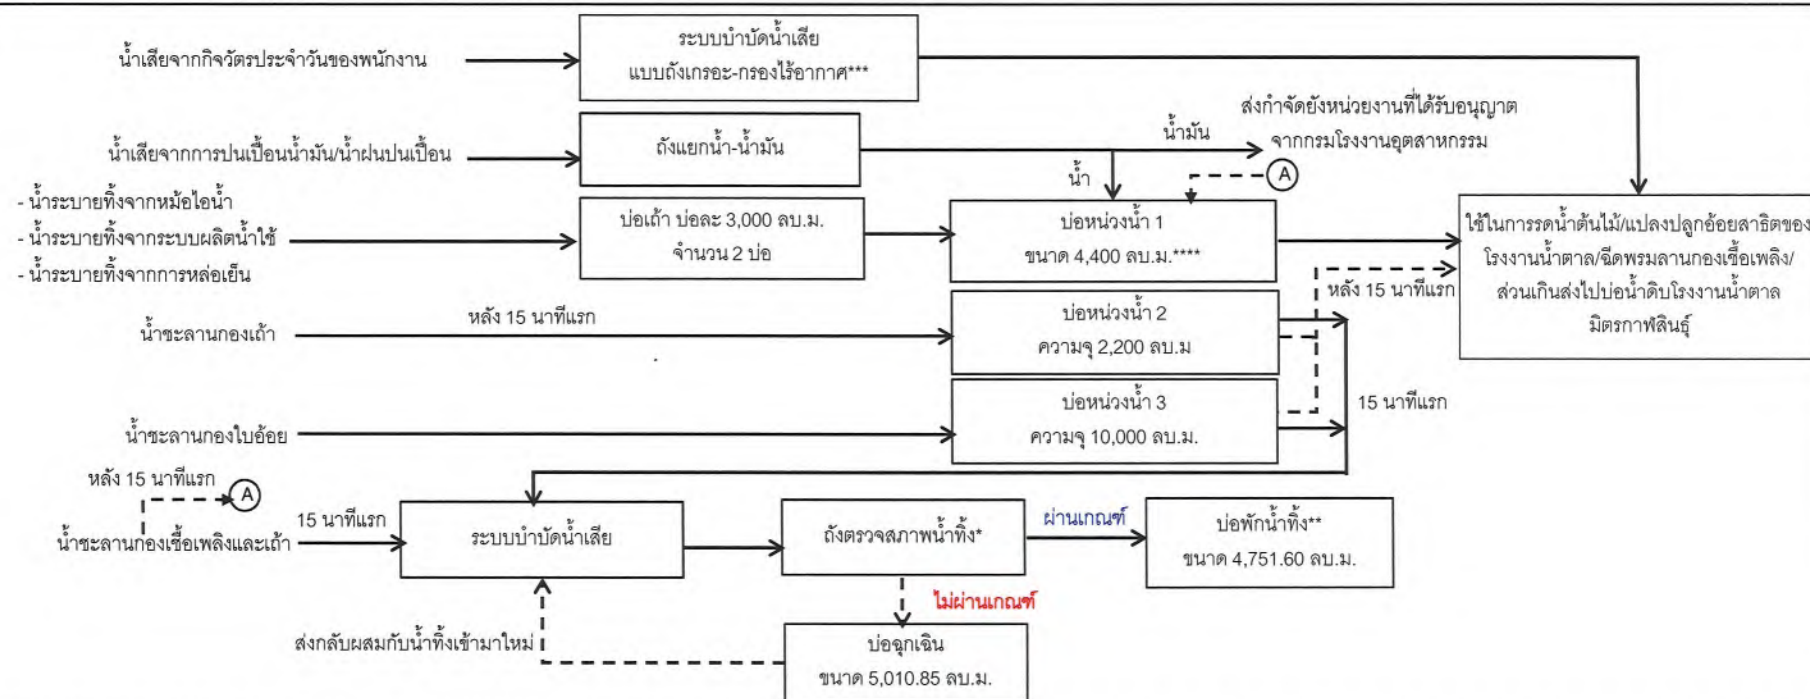 น้ำเสียจากกิจวัตรประจำวันของพนักงาน
ระบบบำบัดน้ำเสีย
แบบถังเกรอะ-กรองไร้อากาศ***
น้ำเสียจากการปนเปื้อนน้ำมัน/น้ำฝนปนเปื้อน
ถังแยกน้ำ-น้ำมัน
น้ำมัน
ส่งกำจัดยังหน่วยงานที่ได้รับอนุญาต
จากกรมโรงงานอุตสาหกรรม
น้ำ
A
- น้ำระบายทิ้งจากหม้อไอน้ำ
- น้ำระบายทิ้งจากระบบผลิตน้ำใช้
- น้ำระบายทิ้งจากการหล่อเย็น
บ่อเถ้า บ่อละ 3,000 ลบ.ม.
จำนวน 2 บ่อ
บ่อหน่วงน้ำ 1
ขนาด 4,400 ลบ.ม.****
ใช้ในการรดน้ำต้นไม้/แปลงปลูกอ้อยสาธิตของ
โรงงานน้ำตาล/ฉีดพรมลานกองเชื้อเพลิง/
ส่วนเกินส่งไปบ่อน้ำดิบโรงงานน้ำตาล
มิตรกาฬสินธุ์
หลัง 15 นาทีแรก
น้ำชะลานกองเถ้า
หลัง 15 นาทีแรก
บ่อหน่วงน้ำ 2
ความจุ 2,200 ลบ.ม
น้ำชะลานกองใบอ้อย
บ่อหน่วงน้ำ 3
ความจุ 10,000 ลบ.ม.
15 นาทีแรก
หลัง 15 นาทีแรก
A
น้ำชะลานกองเชื้อเพลิงและเถ้า
15 นาทีแรก
ระบบบำบัดน้ำเสีย
ถังตรวจสภาพน้ำทิ้ง*
ผ่านเกณฑ์
บ่อพักน้ำทิ้ง**
ขนาด 4,751.60 ลบ.ม.
ไม่ผ่านเกณฑ์
ส่งกลับผสมกับน้ำทิ้งเข้ามาใหม่
บ่อฉุกเฉิน
ขนาด 5,010.85 ลบ.ม.